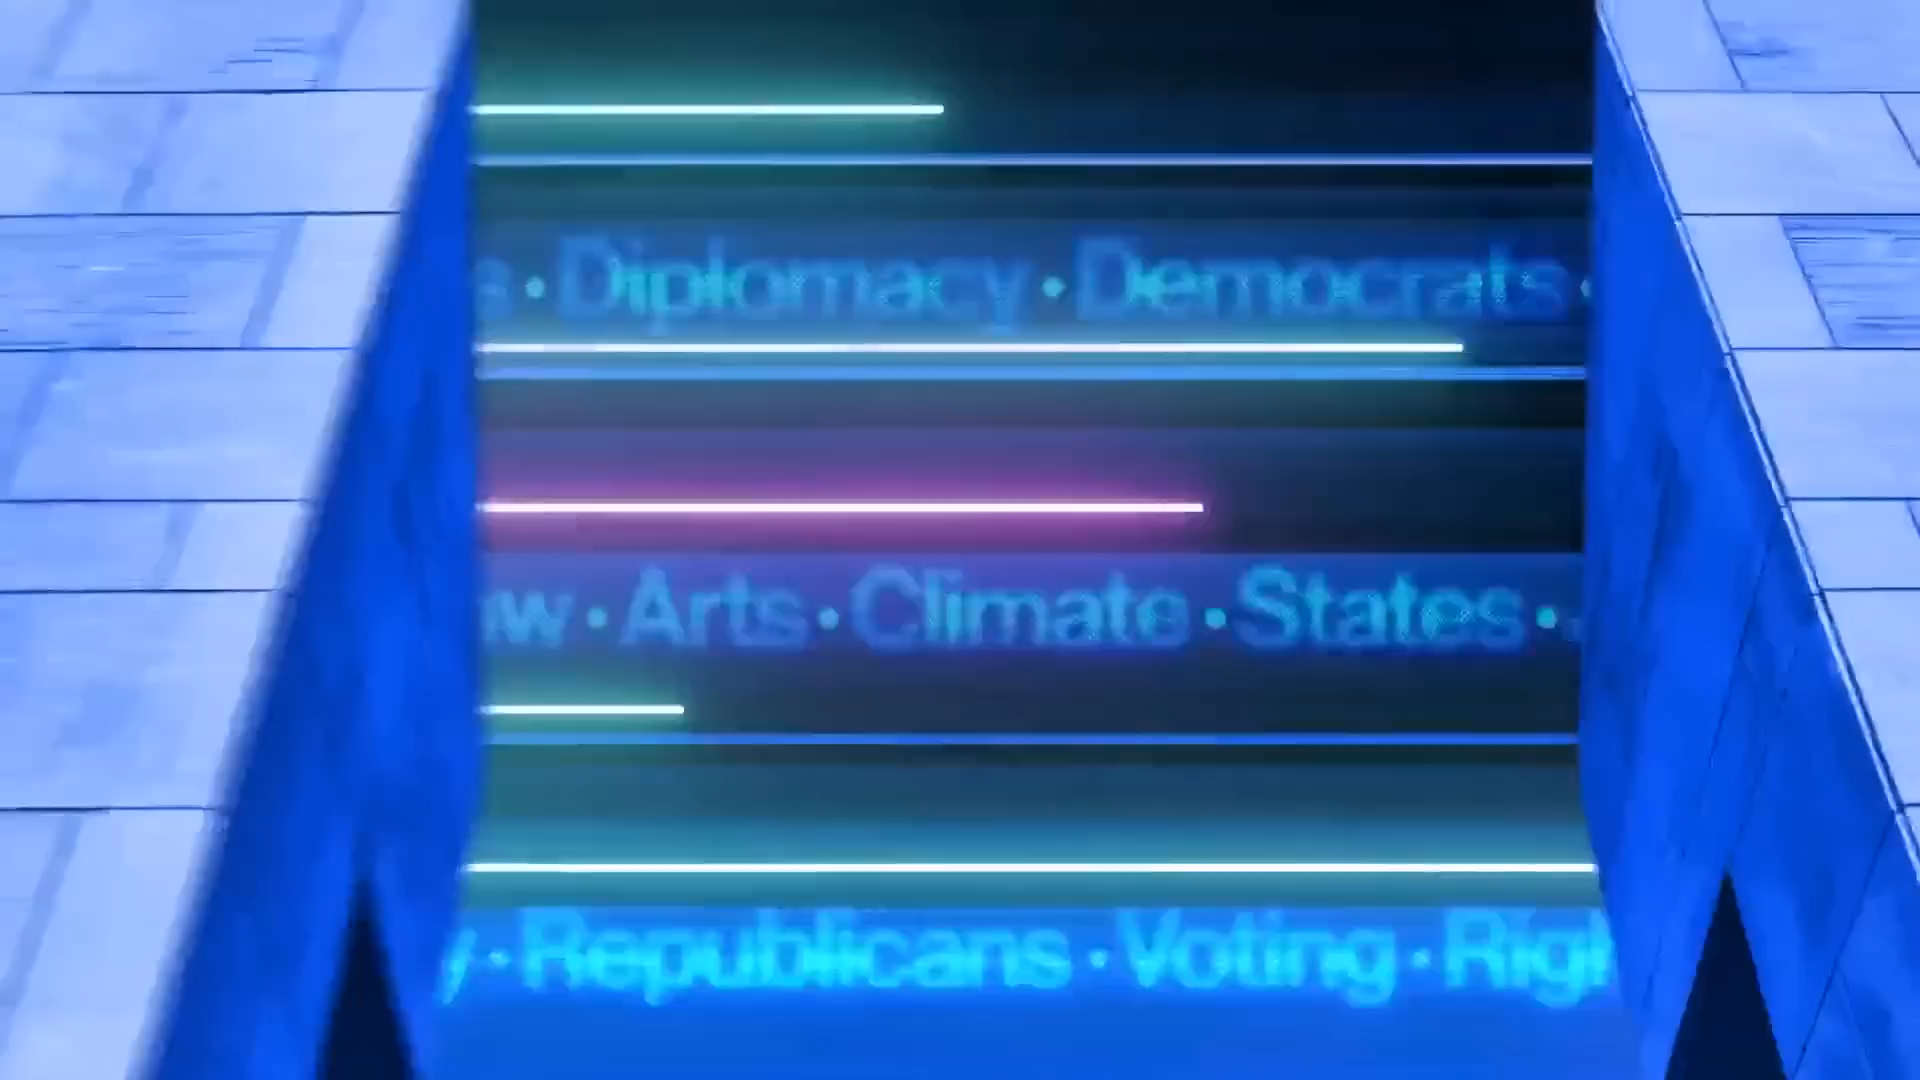 · Diplomacy · Democrats ·
· Arts · Climate · States ·
· Republicans · Voting ·